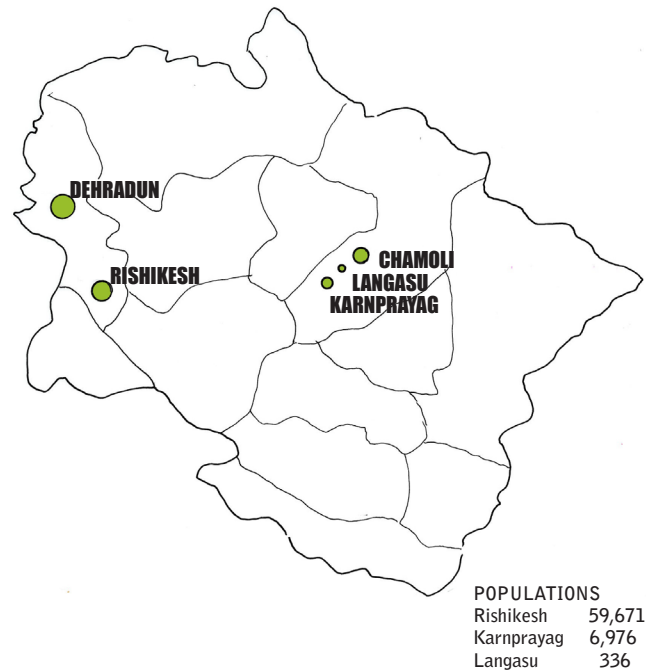 DEHRADUN
RISHIKESH
CHAMOLI
LANGASU
KARNPRAYAG
POPULATIONS
Rishikesh 59,671
Karnprayag 6,976
Langasu 336